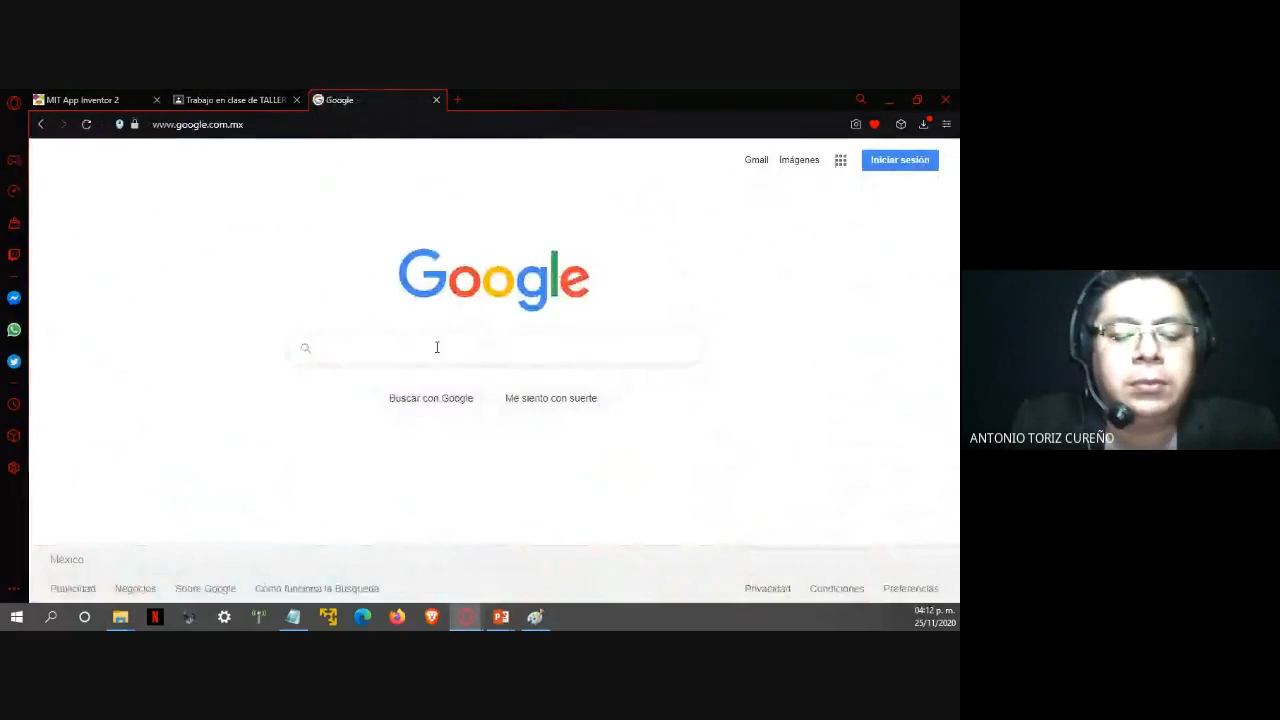 MIT App Inventor 2
Trabajo en clase de TALLER
Google
www.google.com.mx
Gmail
Imágenes
Iniciar sesión
Google
Buscar con Google
Me siento con suerte
ANTONIO TORIZ CUREÑO
México
Publicidad
Negocios
Sobre Google
Cómo funciona la Búsqueda
Privacidad
Condiciones
Preferencias
04:12 p. m.
25/11/2020